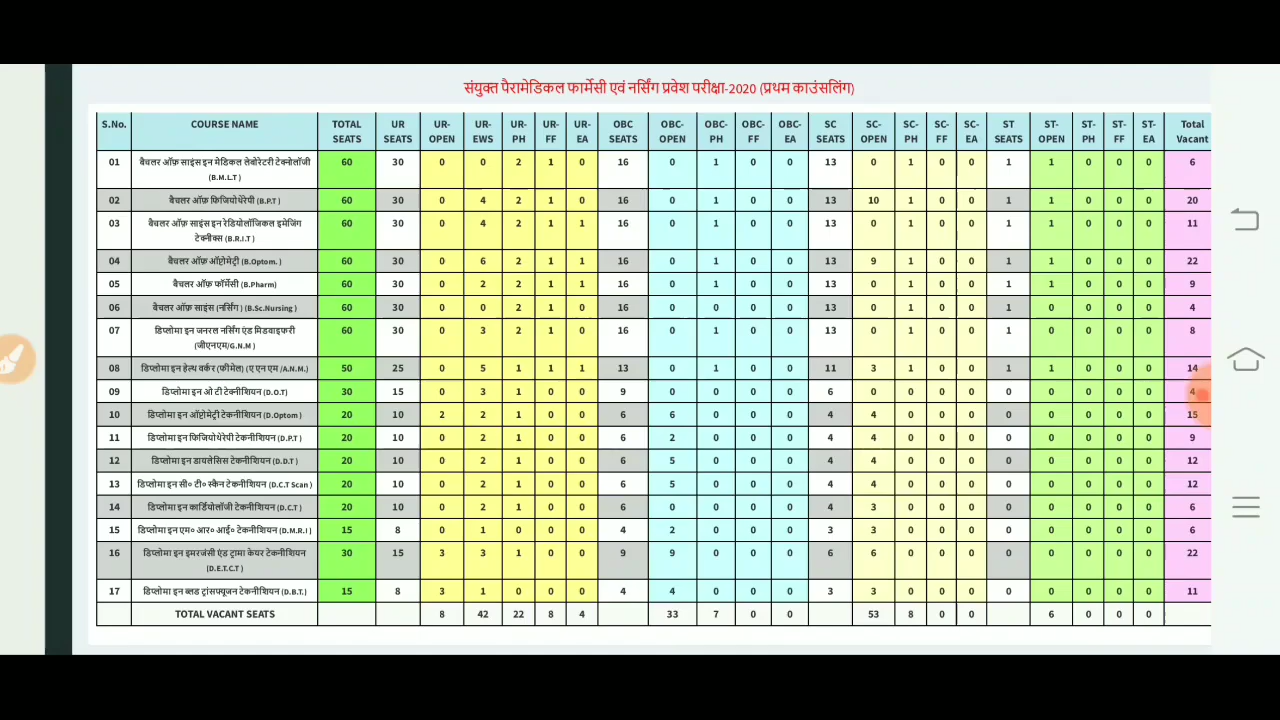 संयुक्त पैरामेडिकल फार्मेसी एवं नर्सिंग प्रवेश परीक्षा-2020 (प्रथम काउंसलिंग)
S.No. COURSE NAME TOTAL SEATS UR SEATS UR-OPEN UR-EWS UR-PH UR-FF UR-EA OBC SEATS OBC-OPEN OBC-PH OBC-FF OBC-EA SC SEATS SC-OPEN SC-PH SC-FF SC-EA ST SEATS ST-OPEN ST-PH ST-FF ST-EA Total Vacant
01 बैचलर ऑफ़ साइंस इन मेडिकल लेबोरेटरी टेक्नोलॉजी (B.M.L.T ) 60 30 0 0 2 1 0 16 0 1 0 0 13 0 1 0 0 1 1 0 0 0 6
02 बैचलर ऑफ़ फिजियोथेरेपी (B.P.T ) 60 30 0 4 2 1 0 16 0 1 0 0 13 10 1 0 0 1 1 0 0 0 20
03 बैचलर ऑफ़ साइंस इन रेडियोलॉजिकल इमेजिंग टेक्नीक्स (B.R.I.T ) 60 30 0 4 2 1 1 16 0 1 0 0 13 0 1 0 0 1 1 0 0 0 11
04 बैचलर ऑफ़ ऑप्टोमेट्री (B.Optom. ) 60 30 0 6 2 1 1 16 0 1 0 0 13 9 1 0 0 1 1 0 0 0 22
05 बैचलर ऑफ़ फॉर्मेसी (B.Pharm) 60 30 0 2 2 1 1 16 0 1 0 0 13 0 1 0 0 1 1 0 0 0 9
06 बैचलर ऑफ़ साइंस (नर्सिंग ) (B.Sc.Nursing ) 60 30 0 0 2 1 0 16 0 0 0 0 13 0 1 0 0 1 0 0 0 0 4
07 डिप्लोमा इन जनरल नर्सिंग एंड मिडवाइफरी (जीएनएम/G.N.M ) 60 30 0 3 2 1 0 16 0 1 0 0 13 0 1 0 0 1 0 0 0 0 8
08 डिप्लोमा इन हेल्थ वर्कर (फीमेल) (ए एन एम /A.N.M.) 50 25 0 5 1 1 1 13 0 1 0 0 11 3 1 0 0 1 1 0 0 0 14
09 डिप्लोमा इन ओ टी टेक्नीशियन (D.O.T) 30 15 0 3 1 0 0 9 0 0 0 0 6 0 0 0 0 0 0 0 0 0 4
10 डिप्लोमा इन ऑप्टोमेट्री टेकनीशियन (D.Optom ) 20 10 2 2 1 0 0 6 6 0 0 0 4 4 0 0 0 0 0 0 0 0 15
11 डिप्लोमा इन फिजियोथेरेपी टेकनीशियन (D.P.T ) 20 10 0 2 1 0 0 6 2 0 0 0 4 4 0 0 0 0 0 0 0 0 9
12 डिप्लोमा इन डायलेसिस टेकनीशियन (D.D.T ) 20 10 0 2 1 0 0 6 5 0 0 0 4 4 0 0 0 0 0 0 0 0 12
13 डिप्लोमा इन सी० टी० स्कैन टेकनीशियन (D.C.T Scan ) 20 10 0 2 1 0 0 6 5 0 0 0 4 4 0 0 0 0 0 0 0 0 12
14 डिप्लोमा इन कार्डियोलॉजी टेकनीशियन (D.C.T ) 20 10 0 2 1 0 0 6 0 0 0 0 4 3 0 0 0 0 0 0 0 0 6
15 डिप्लोमा इन एम० आर० आई० टेकनीशियन (D.M.R.I ) 15 8 0 1 0 0 0 4 2 0 0 0 3 3 0 0 0 0 0 0 0 0 6
16 डिप्लोमा इन इमरजंसी एंड ट्रामा केयर टेकनीशियन (D.E.T.C.T ) 30 15 3 3 1 0 0 9 9 0 0 0 6 6 0 0 0 0 0 0 0 0 22
17 डिप्लोमा इन ब्लड ट्रांसफ्यूजन टेकनीशियन (D.B.T.) 15 8 3 1 0 0 0 4 4 0 0 0 3 3 0 0 0 0 0 0 0 0 11
TOTAL VACANT SEATS 8 42 22 8 4 33 7 0 0 53 8 0 0 6 0 0 0